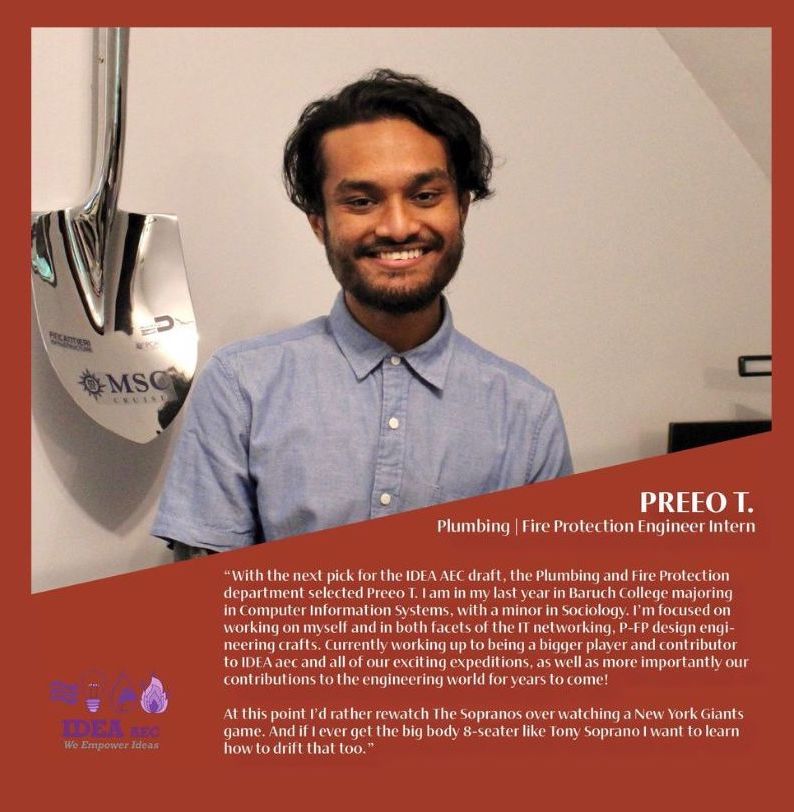 FINCANTIERI
INFRASTRUCTURE
MSC
PREEO T.
Plumbing | Fire Protection Engineer Intern
“With the next pick for the IDEA AEC draft, the Plumbing and Fire Protection
department selected Preeo T. I am in my last year in Baruch College majoring
in Computer Information Systems, with a minor in Sociology. I’m focused on
working on myself and in both facets of the IT networking, P-FP design engi-
neering crafts. Currently working up to being a bigger player and contributor
to IDEA aec and all of our exciting expeditions, as well as more importantly our
contributions to the engineering world for years to come!
At this point I’d rather rewatch The Sopranos over watching a New York Giants
game. And if I ever get the big body 8-seater like Tony Soprano I want to learn
how to drift that too.”
IDEA AEC
We Empower Ideas